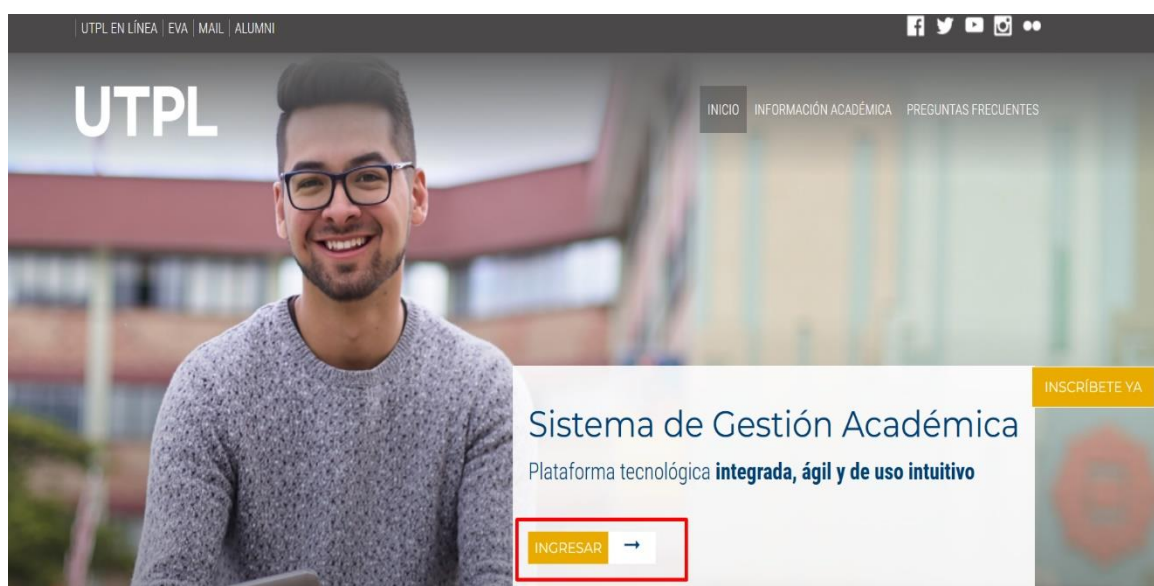 UTPL EN LÍNEA | EVA | MAIL | ALUMNI
UTPL
INICIO INFORMACIÓN ACADÉMICA PREGUNTAS FRECUENTES
INSCRÍBETE YA
Sistema de Gestión Académica
Plataforma tecnológica integrada, ágil y de uso intuitivo
INGRESAR →